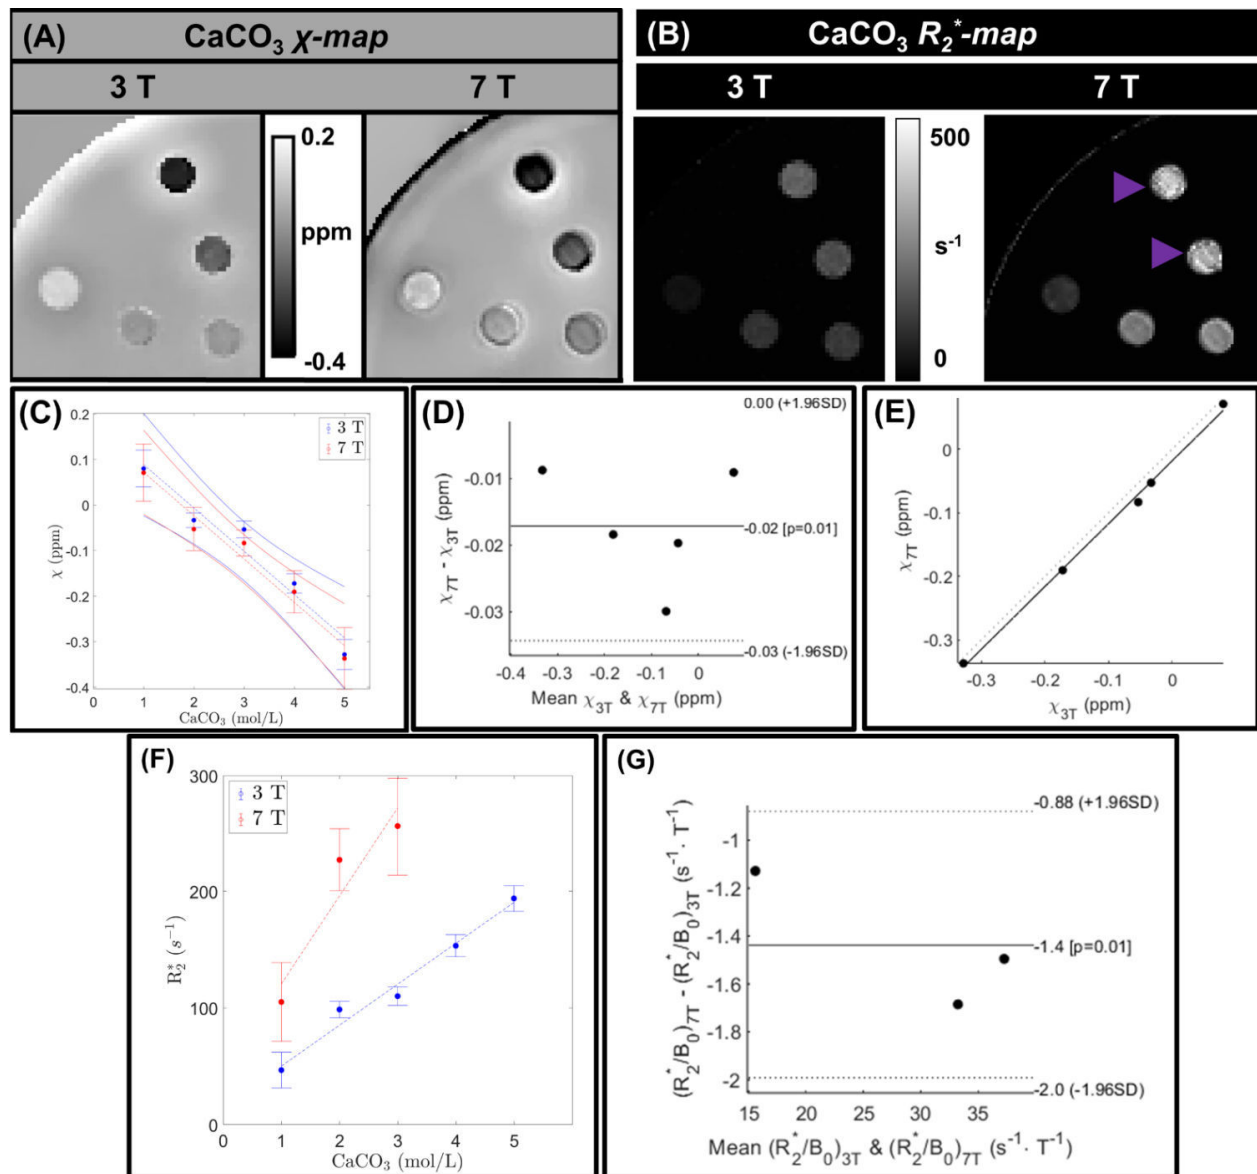 (A) CaCO₃ χ-map
3 T 7 T
0.2
ppm
-0.4
(B) CaCO₃ R₂*-map
3 T 7 T
500
s⁻¹
0
(C)
0.2
0.1
0
-0.1
-0.2
-0.3
-0.4
χ (ppm)
3 T
7 T
0 1 2 3 4 5
CaCO₃ (mol/L)
(D)
0.00 (+1.96SD)
-0.01
-0.02
-0.03
χ7T - χ3T (ppm)
-0.02 [p=0.01]
-0.03 (-1.96SD)
-0.4 -0.3 -0.2 -0.1 0
Mean χ3T & χ7T (ppm)
(E)
0
-0.1
-0.2
-0.3
χ7T (ppm)
-0.3 -0.2 -0.1 0
χ3T (ppm)
(F)
300
200
100
0
R₂* (s⁻¹)
3 T
7 T
0 1 2 3 4 5
CaCO₃ (mol/L)
(G)
-0.88 (+1.96SD)
-1
-1.2
-1.4
-1.6
-1.8
-2
(R₂*/B₀)7T - (R₂*/B₀)3T (s⁻¹· T⁻¹)
-1.4 [p=0.01]
-2.0 (-1.96SD)
15 20 25 30 35
Mean (R₂*/B₀)3T & (R₂*/B₀)7T (s⁻¹· T⁻¹)